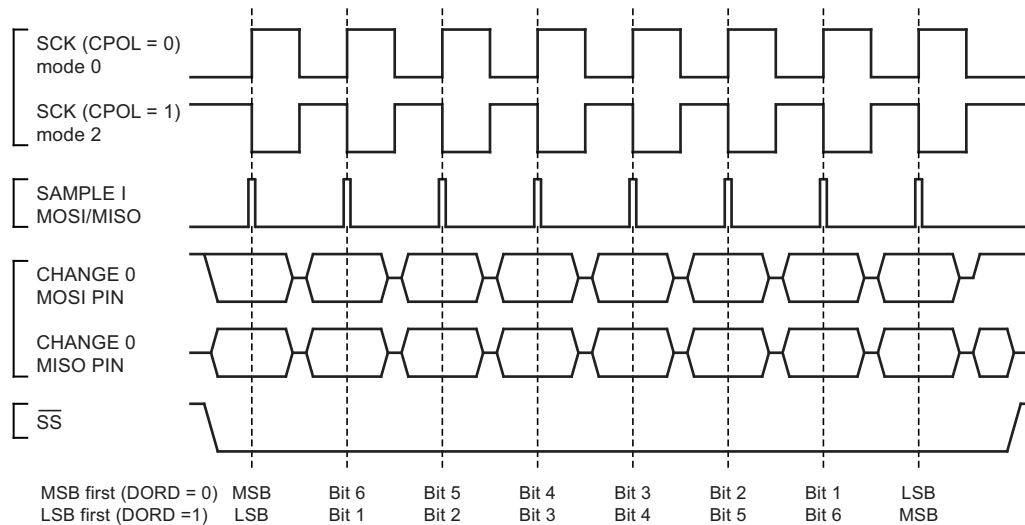 SCK (CPOL = 0)
mode 0
SCK (CPOL = 1)
mode 2
SAMPLE I
MOSI/MISO
CHANGE 0
MOSI PIN
CHANGE 0
MISO PIN
SS
MSB first (DORD = 0) MSB Bit 6 Bit 5 Bit 4 Bit 3 Bit 2 Bit 1 LSB
LSB first (DORD =1) LSB Bit 1 Bit 2 Bit 3 Bit 4 Bit 5 Bit 6 MSB